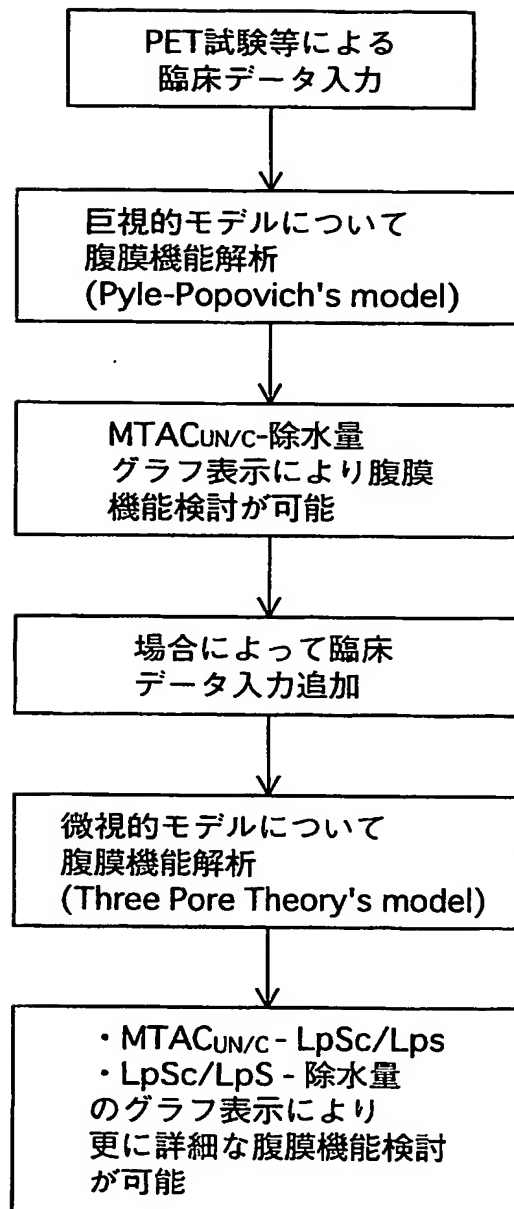 PET試験等による
臨床データ入力
巨視的モデルについて
腹膜機能解析
(Pyle-Popovich's model)
MTACUN/C-除水量
グラフ表示により腹膜
機能検討が可能
場合によって臨床
データ入力追加
微視的モデルについて
腹膜機能解析
(Three Pore Theory's model)
・MTACUN/C - LpSc/Lps
・LpSc/LpS - 除水量
のグラフ表示により
更に詳細な腹膜機能検討
が可能